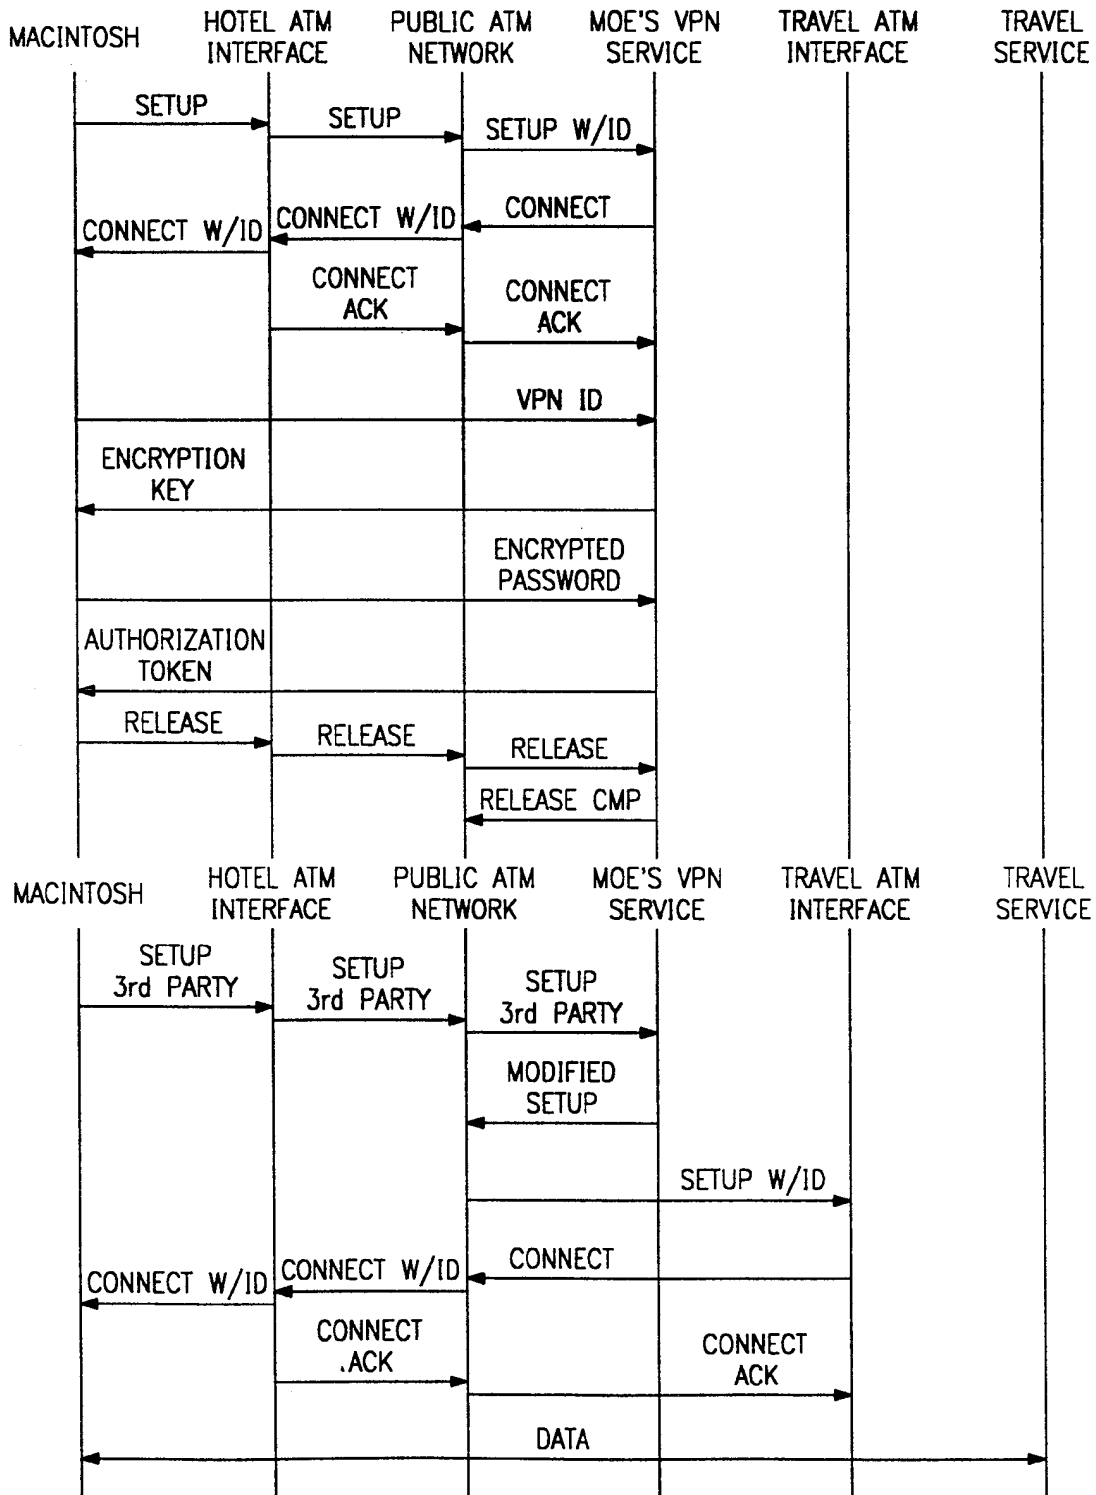 MACINTOSH
HOTEL ATM
INTERFACE
PUBLIC ATM
NETWORK
MOE'S VPN
SERVICE
TRAVEL ATM
INTERFACE
TRAVEL
SERVICE
SETUP
SETUP
SETUP W/ID
CONNECT
CONNECT W/ID
CONNECT W/ID
CONNECT
ACK
CONNECT
ACK
VPN ID
ENCRYPTION
KEY
ENCRYPTED
PASSWORD
AUTHORIZATION
TOKEN
RELEASE
RELEASE
RELEASE
RELEASE CMP
MACINTOSH
HOTEL ATM
INTERFACE
PUBLIC ATM
NETWORK
MOE'S VPN
SERVICE
TRAVEL ATM
INTERFACE
TRAVEL
SERVICE
SETUP
3rd PARTY
SETUP
3rd PARTY
SETUP
3rd PARTY
MODIFIED
SETUP
SETUP W/ID
CONNECT
CONNECT W/ID
CONNECT W/ID
CONNECT
ACK
CONNECT
ACK
DATA